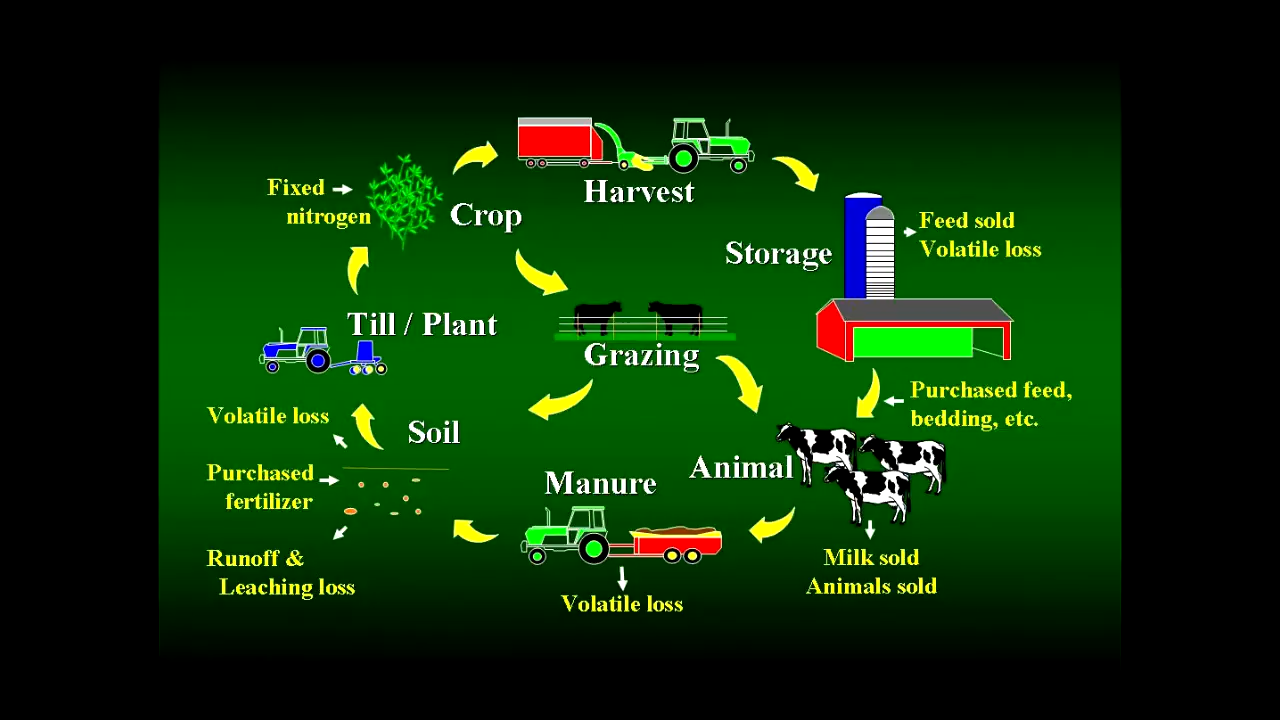 Harvest
Fixed
nitrogen
Crop
Storage
Feed sold
Volatile loss
Till / Plant
Grazing
Purchased feed,
bedding, etc.
Volatile loss
Soil
Animal
Purchased
fertilizer
Manure
Runoff &
Leaching loss
Milk sold
Animals sold
Volatile loss